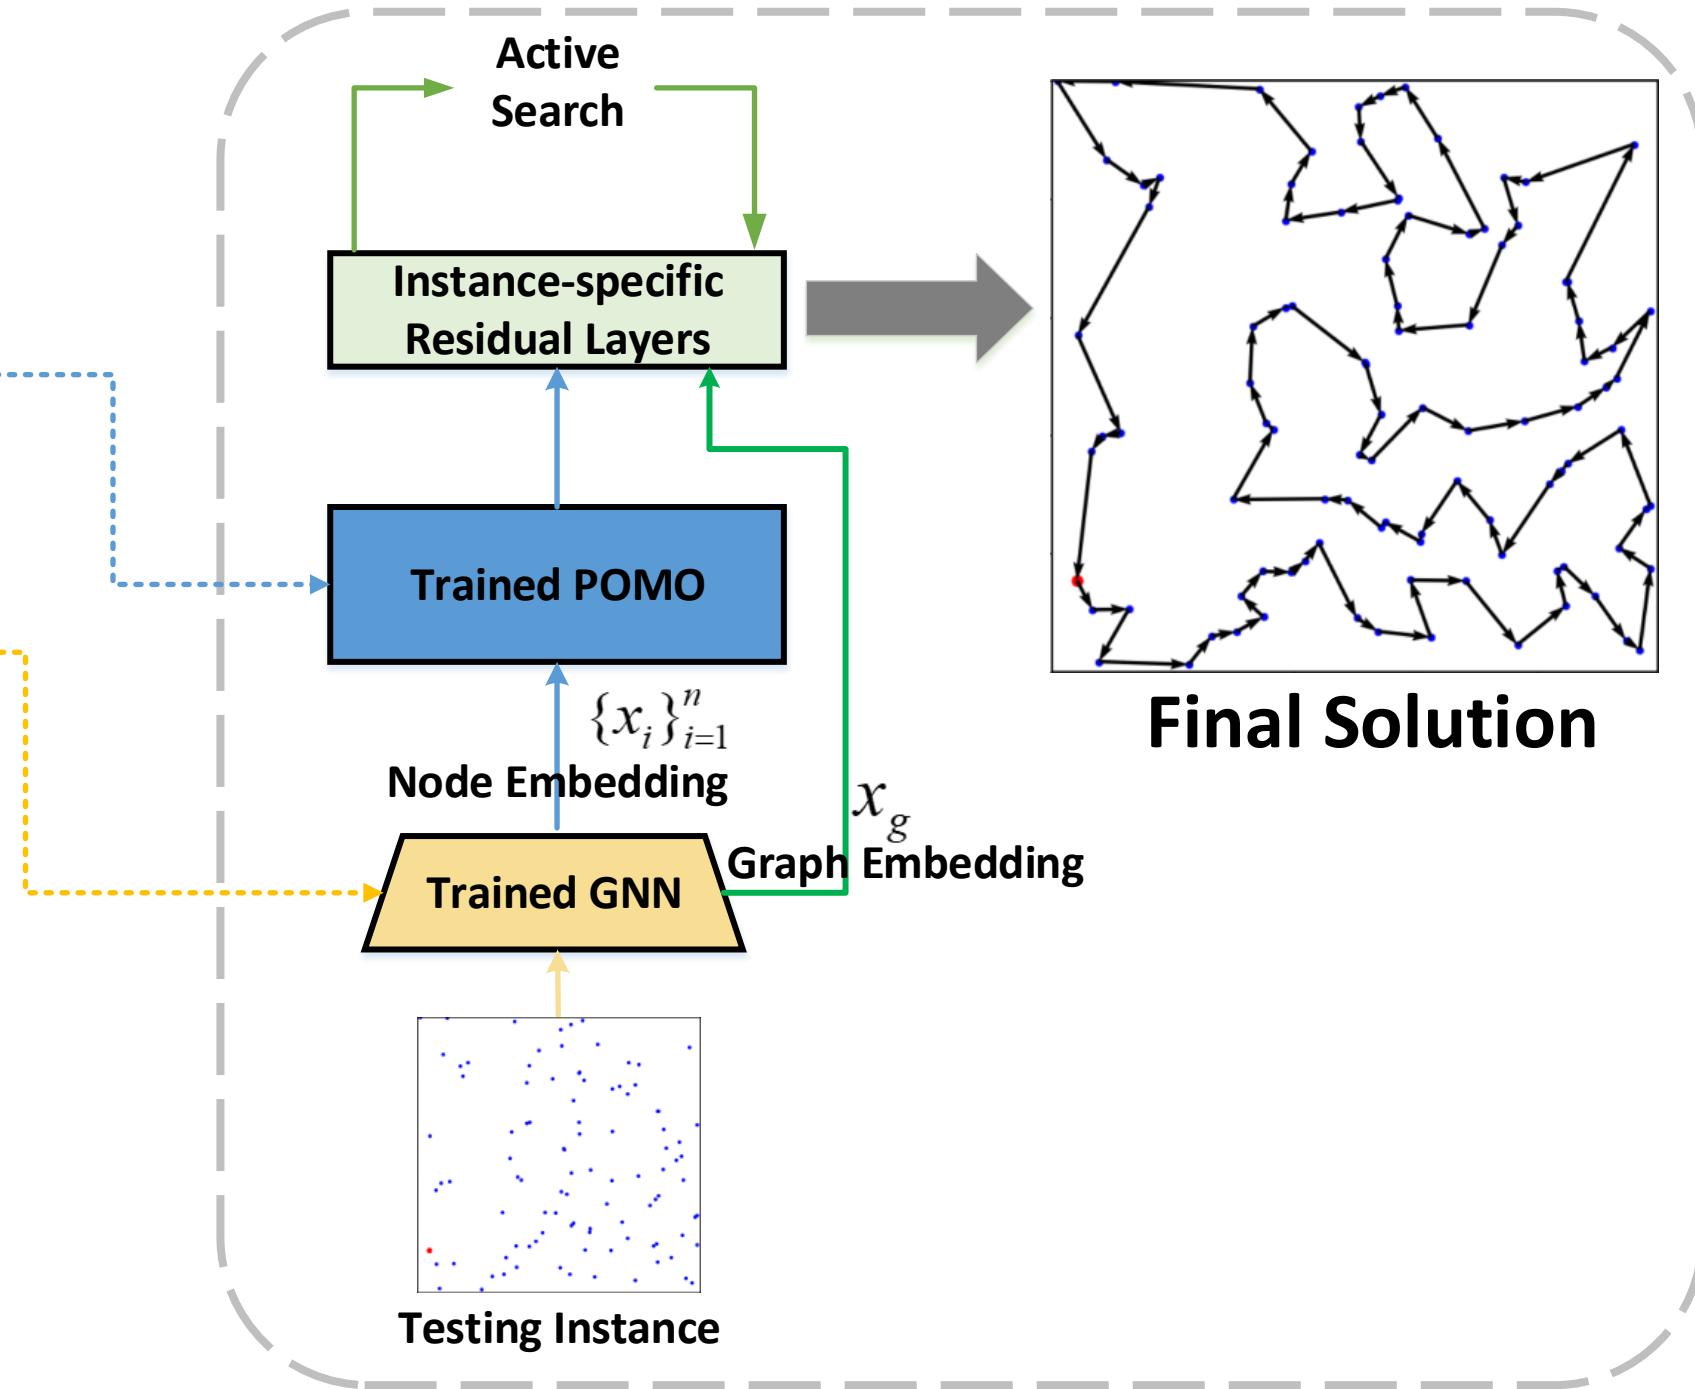 Active
Search
Instance-specific
Residual Layers
Trained POMO
{x_i}_{i=1}^n
Node Embedding
x_g
Graph Embedding
Trained GNN
Testing Instance
Final Solution